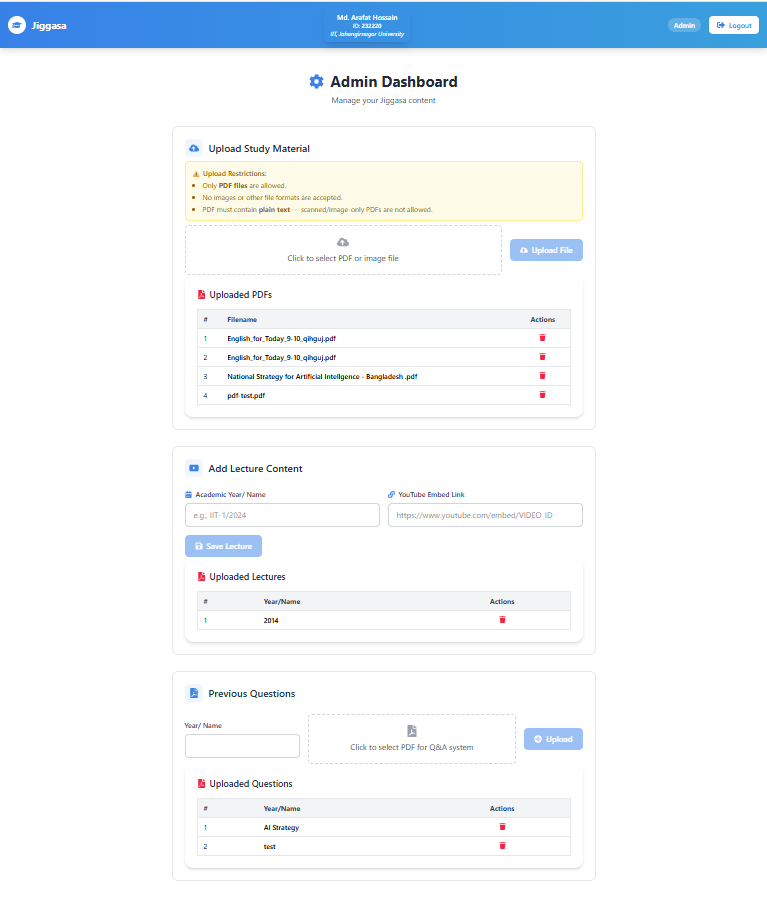 Jiggasa
Md. Arafat Hossain
ID: 232220
IIT, Jahangirnagar University
Admin
Logout
Admin Dashboard
Manage your Jiggasa content
Upload Study Material
Upload Restrictions:
Only PDF files are allowed.
No images or other file formats are accepted.
PDF must contain plain text — scanned/image-only PDFs are not allowed.
Click to select PDF or image file
Upload File
Uploaded PDFs
# Filename Actions
1 English_for_Today_9-10_qihguj.pdf
2 English_for_Today_9-10_qihguj.pdf
3 National Strategy for Artificial Intellgence - Bangladesh .pdf
4 pdf-test.pdf
Add Lecture Content
Academic Year/ Name
YouTube Embed Link
e.g., IIT-1/2024
https://www.youtube.com/embed/VIDEO_ID
Save Lecture
Uploaded Lectures
# Year/Name Actions
1 2014
Previous Questions
Year/ Name
Click to select PDF for Q&A system
Upload
Uploaded Questions
# Year/Name Actions
1 AI Strategy
2 test